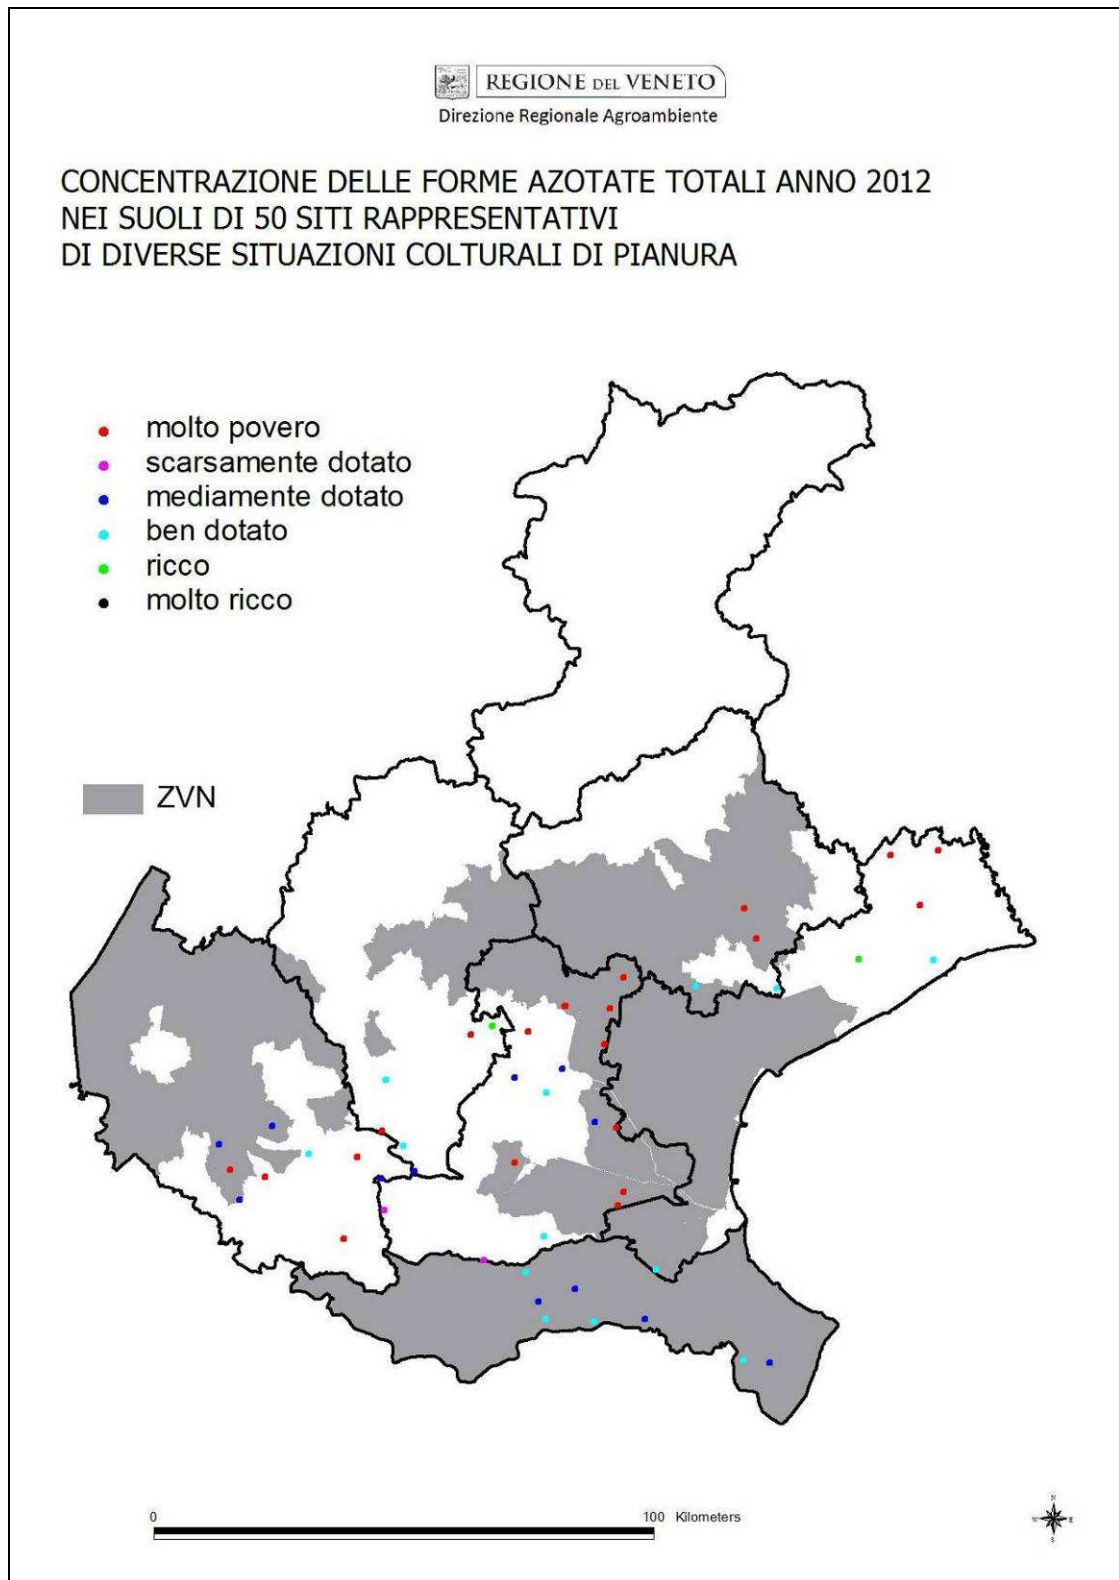 REGIONE DEL VENETO
Direzione Regionale Agroambiente
CONCENTRAZIONE DELLE FORME AZOTATE TOTALI ANNO 2012
NEI SUOLI DI 50 SITI RAPPRESENTATIVI
DI DIVERSE SITUAZIONI COLTURALI DI PIANURA
molto povero
scarsamente dotato
mediamente dotato
ben dotato
ricco
molto ricco
ZVN
0 100 Kilometers
N
W E
S